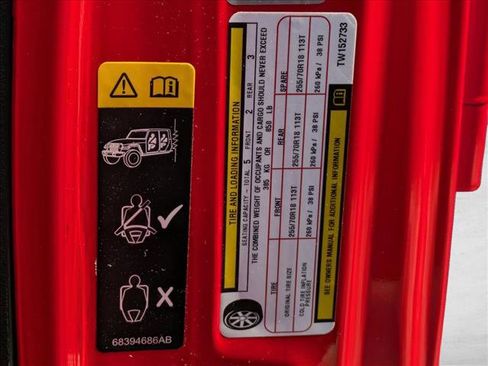 68394686AB
TIRE AND LOADING INFORMATION
SEATING CAPACITY - TOTAL 5 FRONT 2 REAR 3
THE COMBINED WEIGHT OF OCCUPANTS AND CARGO SHOULD NEVER EXCEED
385 KG OR 850 LB
TIRE FRONT REAR SPARE
ORIGINAL TIRE SIZE 255/70R18 113T 255/70R18 113T 255/70R18 113T
COLD TIRE INFLATION PRESSURE 260 kPa / 38 PSI 260 kPa / 38 PSI 260 kPa / 38 PSI
SEE OWNERS MANUAL FOR ADDITIONAL INFORMATION
TW152733